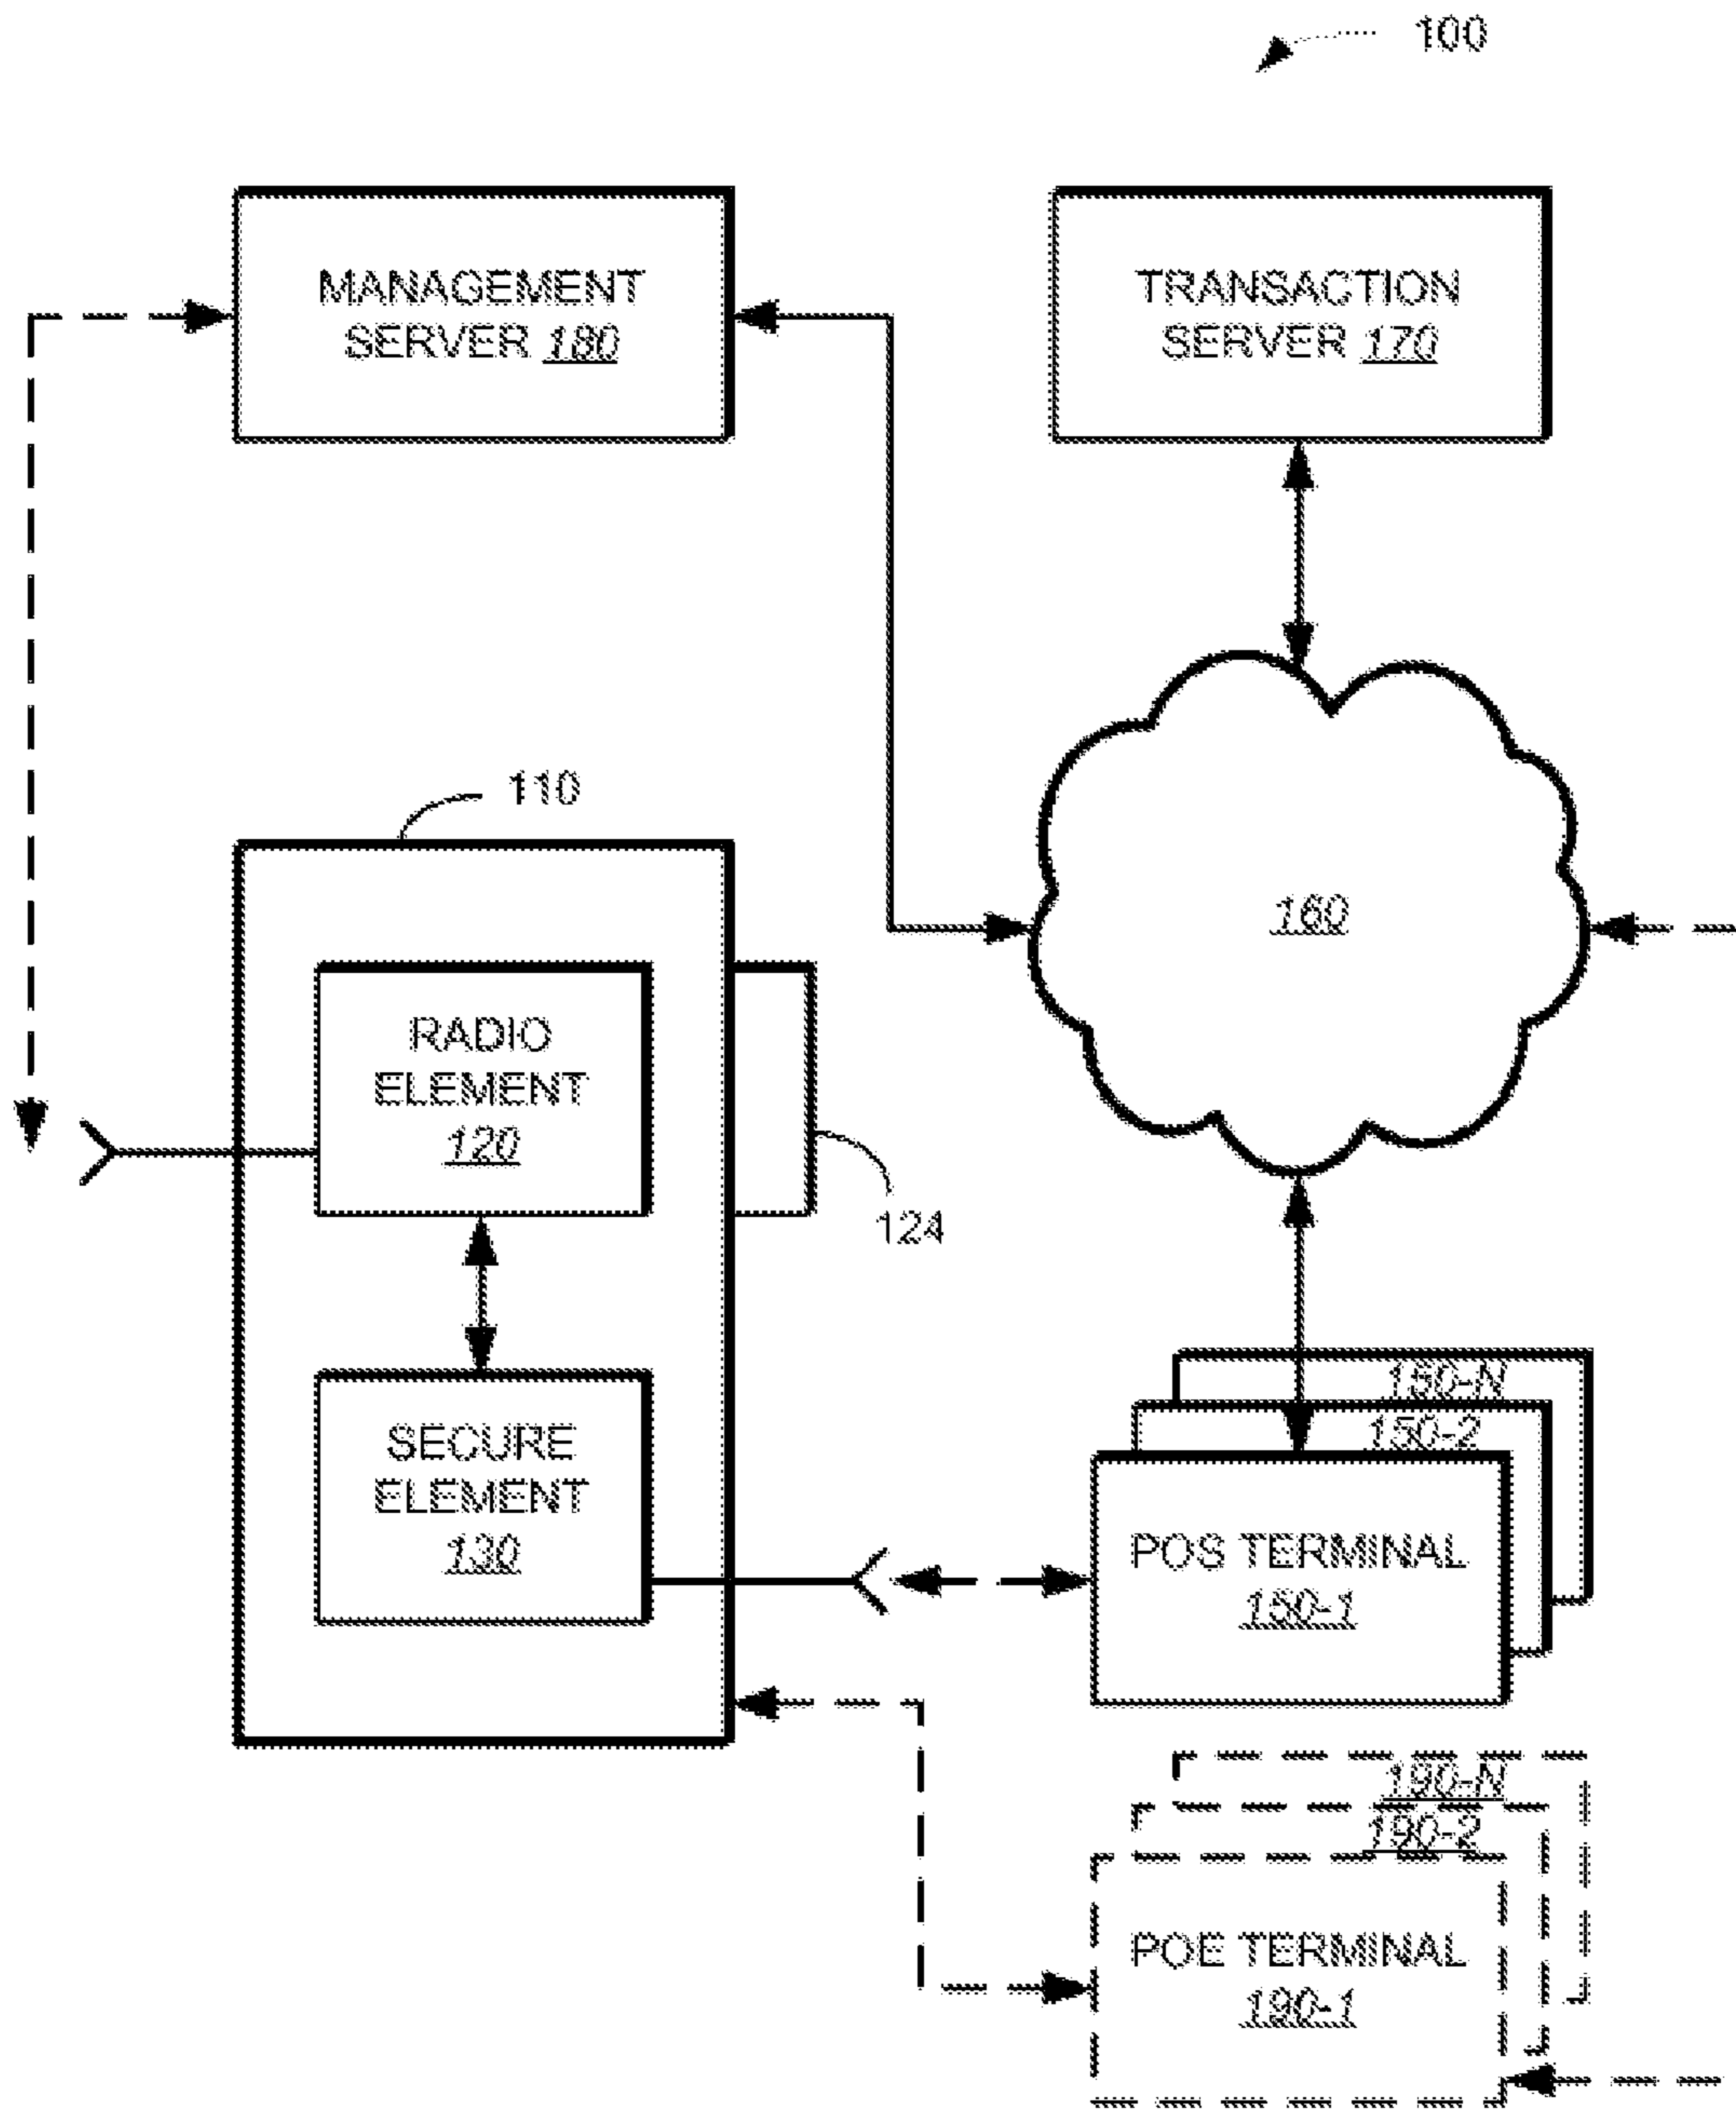 100
MANAGEMENT
SERVER 180
TRANSACTION
SERVER 170
110
160
RADIO
ELEMENT
120
124
150-N
150-2
SECURE
ELEMENT
130
POS TERMINAL
150-1
190-N
190-2
POE TERMINAL
190-1